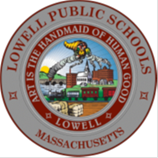 LOWELL PUBLIC SCHOOLS
ART IS THE HANDMAID OF HUMAN GOOD
LOWELL
MASSACHUSETTS